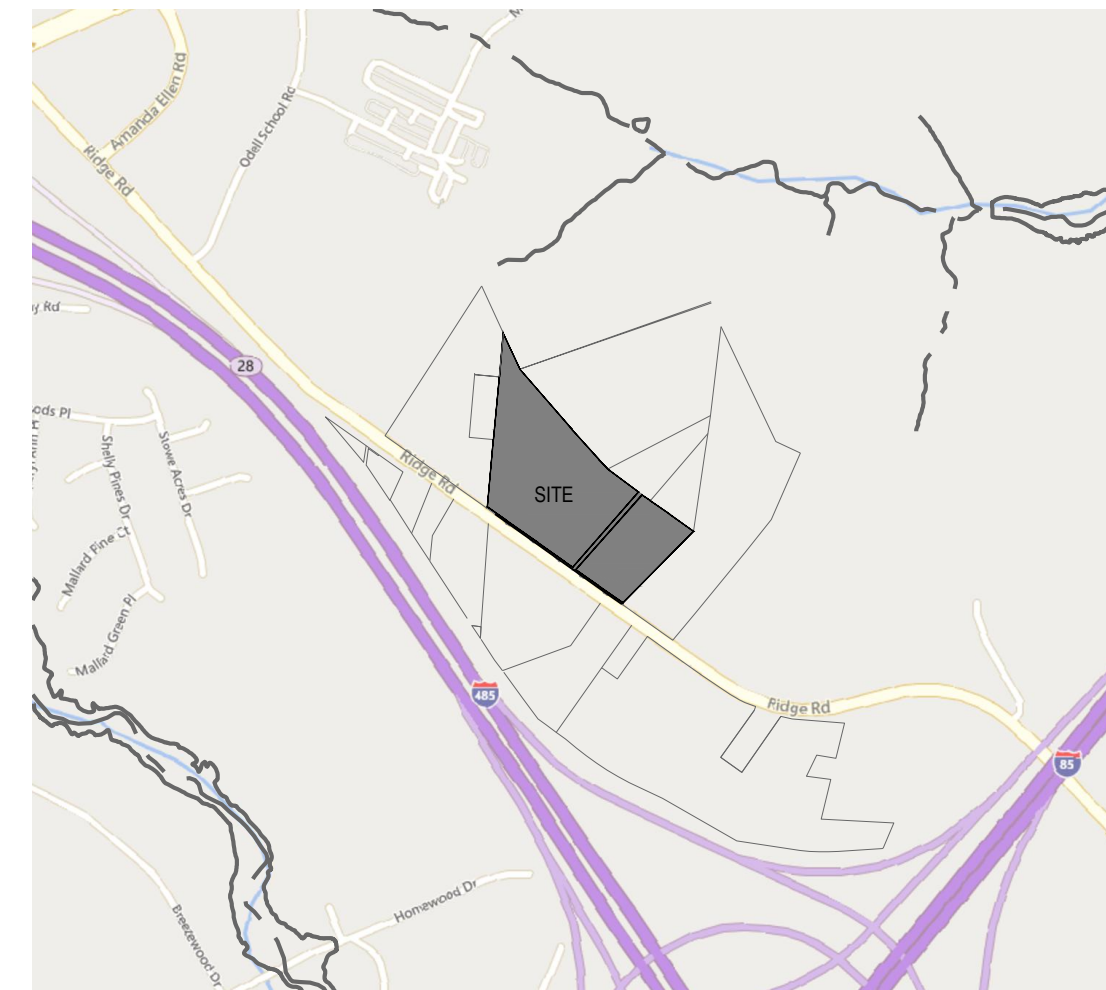 Amanda Ellen Rd
Odell School Rd
Ridge Rd
28
Rd
ods Pl
Stowe Acres Dr
Shelly Pines Dr
Ridge Rd
SITE
Mallard Pine Ct
Mallard Green Pl
485
Ridge Rd
85
Homewood Dr
Breezewood Dr